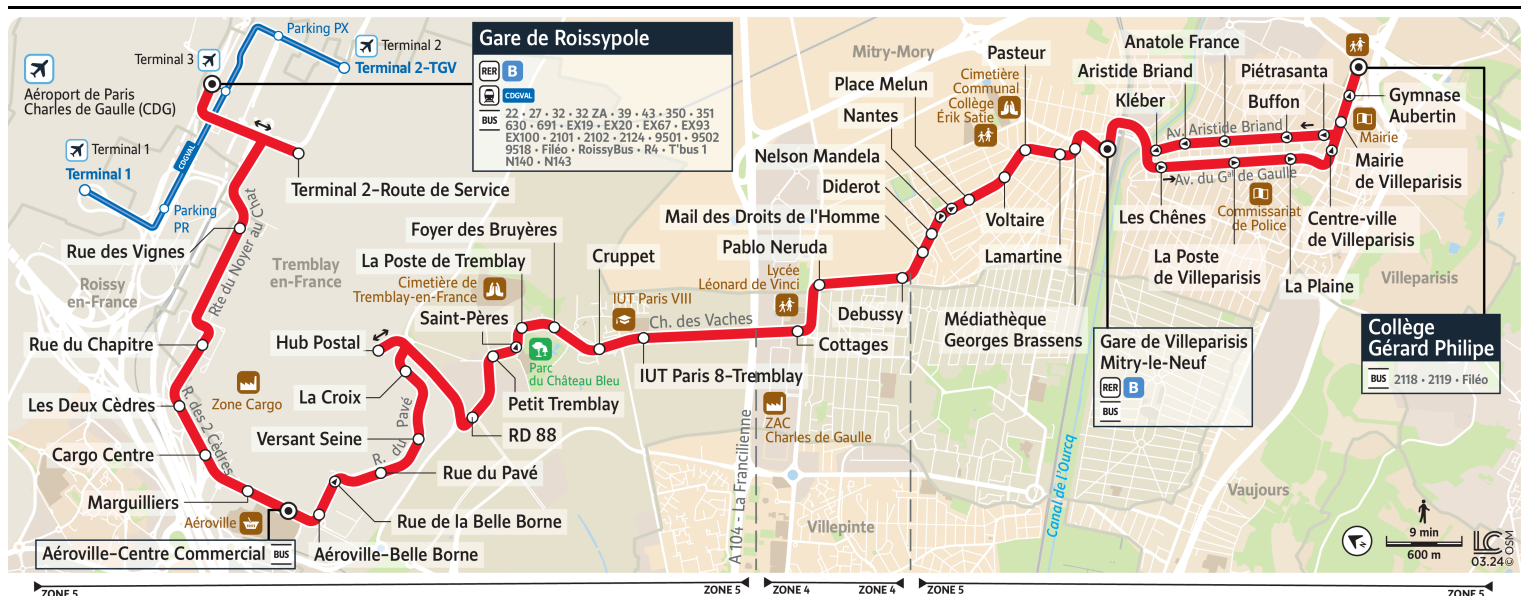 Parking PX
Terminal 2
Terminal 2–TGV
Terminal 3
Aéroport de Paris
Charles de Gaulle (CDG)
CDGVAL
Terminal 1
Terminal 1
Parking
PR
Gare de Roissypole
RER B
CDGVAL
BUS
22 • 27 • 32 • 32 ZA • 39 • 43 • 350 • 351
630 • 691 • EX19 • EX20 • EX67 • EX93
EX100 • 2101 • 2102 • 2124 • 9501 • 9502
9518 • Filéo • RoissyBus • R4 • T'bus 1
N140 • N143
Terminal 2–Route de Service
Rue des Vignes
Rte du Noyer au Chat
Roissy
en-France
Tremblay
en-France
Rue du Chapitre
Les Deux Cèdres
R. des 2 Cèdres
Zone Cargo
Cargo Centre
Marguilliers
Aéroville
Aéroville–Centre Commercial BUS
Aéroville–Belle Borne
Rue de la Belle Borne
Rue du Pavé
R. du Pavé
Versant Seine
La Croix
Hub Postal
RD 88
Petit Tremblay
Saint-Pères
Parc
du Château Bleu
Cimetière de
Tremblay-en-France
La Poste de Tremblay
Foyer des Bruyères
Cruppet
IUT Paris VIII
IUT Paris 8–Tremblay
Ch. des Vaches
Cottages
Lycée
Léonard de Vinci
Pablo Neruda
Debussy
Mail des Droits de l'Homme
Diderot
Nelson Mandela
Nantes
Place Melun
Mitry-Mory
Cimetière
Communal
Collège
Érik Satie
Pasteur
Voltaire
Lamartine
Médiathèque
Georges Brassens
Gare de Villeparisis
Mitry-le-Neuf
RER B
BUS
Kléber
Aristide Briand
Anatole France
Buffon
Piétrasanta
Av. Aristide Briand
Av. du Gal de Gaulle
Les Chênes
La Poste
de Villeparisis
Commissariat
de Police
La Plaine
Centre-ville
de Villeparisis
Mairie
de Villeparisis
Mairie
Gymnase
Aubertin
Villeparisis
Collège
Gérard Philipe
BUS 2118 • 2119 • Filéo
ZAC
Charles de Gaulle
A 104 - La Francilienne
Villepinte
Canal de l'Ourcq
Vaujours
9 min
600 m
LC
03.24 © OSM
ZONE 5
ZONE 5
ZONE 4
ZONE 4
ZONE 5
ZONE 5